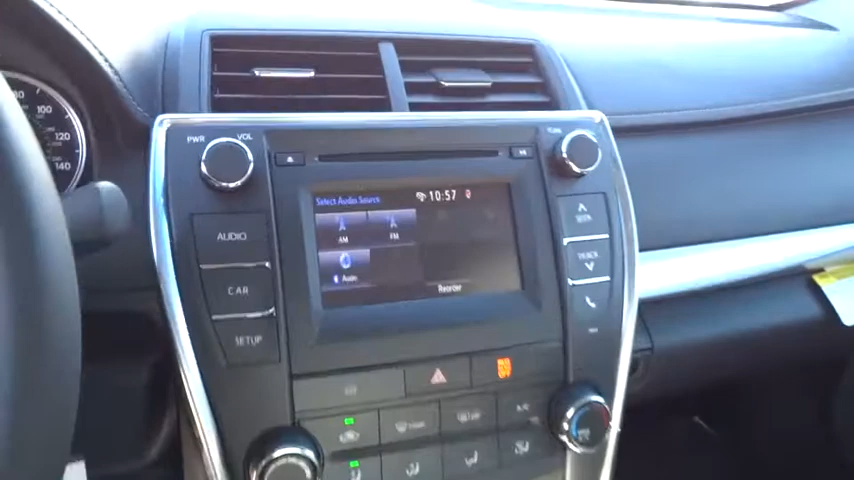 100
120
140
PWR
VOL
TUNE
Select Audio Source
10:57
AM
FM
Audio
Reorder
AUDIO
CAR
SETUP
SEEK
TRACK
OFF
A/C